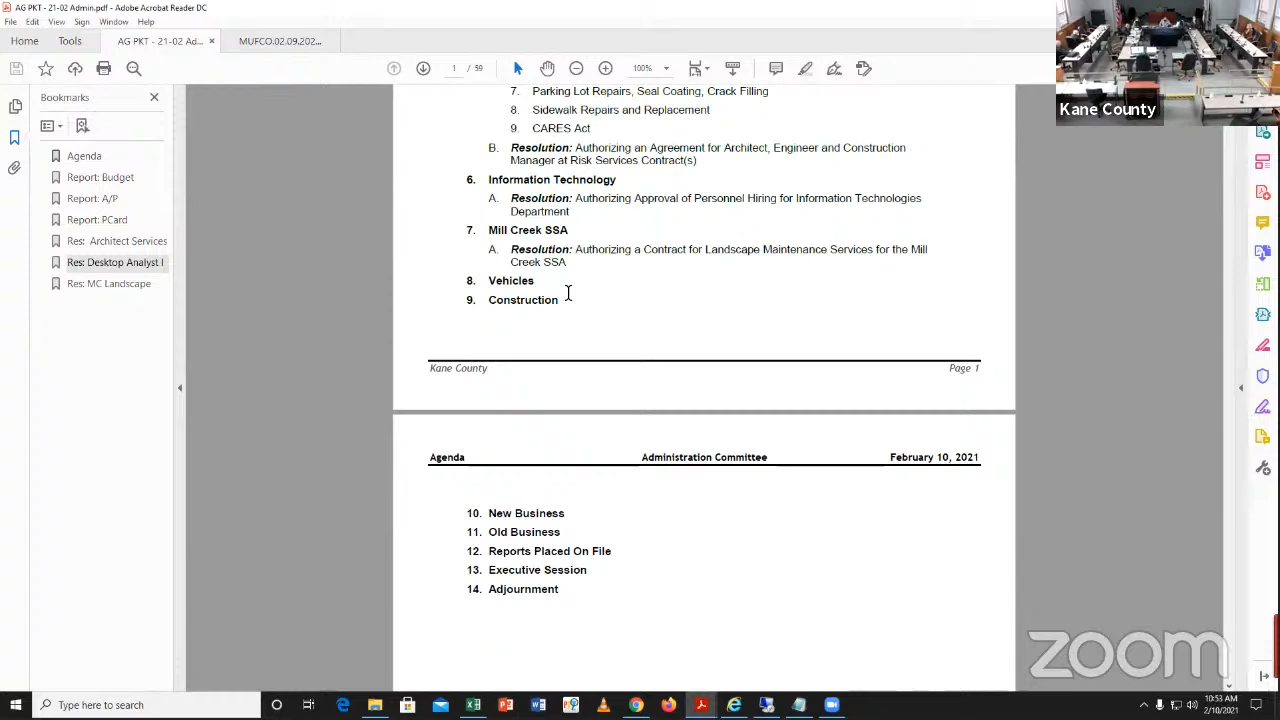 AG PKT - 21-02 Admin.pdf - Adobe Acrobat Reader DC
File Edit View Sign Window Help
Home Tools AG PKT - 21-02 Ad... × MUFCO.02.09.202...
59 100%
Kane County
Bookmarks
Agenda
Report: Budget
Report: A/P
Report: PCard
Res: Architect Services
Res: Desktop Analyst I
Res: MC Landscape
7. Parking Lot Repairs, Seal Coating, Crack Filling
8. Sidewalk Repairs and Replacement
9. CARES Act
B. Resolution: Authorizing an Agreement for Architect, Engineer and Construction
Manager at Risk Services Contract(s)
6. Information Technology
A. Resolution: Authorizing Approval of Personnel Hiring for Information Technologies
Department
7. Mill Creek SSA
A. Resolution: Authorizing a Contract for Landscape Maintenance Services for the Mill
Creek SSA
8. Vehicles
9. Construction
Kane County Page 1
Agenda Administration Committee February 10, 2021
10. New Business
11. Old Business
12. Reports Placed On File
13. Executive Session
14. Adjournment
zoom
Type here to search
10:53 AM
2/10/2021